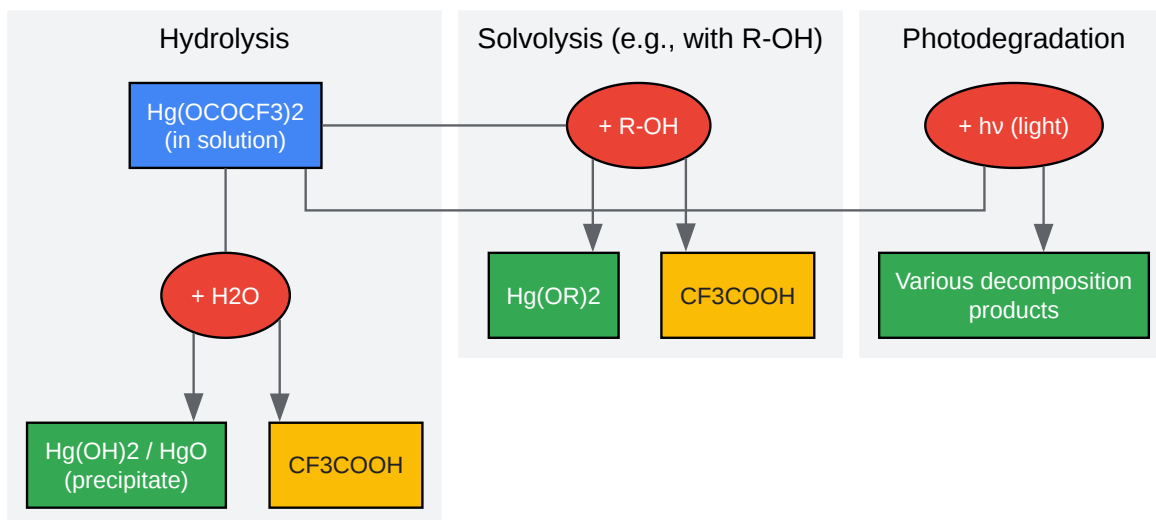 Hydrolysis
Solvolysis (e.g., with R-OH)
Photodegradation
Hg(OCOCF3)2
(in solution)
+ R-OH
+ hν (light)
+ H2O
Hg(OR)2
CF3COOH
Various decomposition
products
Hg(OH)2 / HgO
(precipitate)
CF3COOH